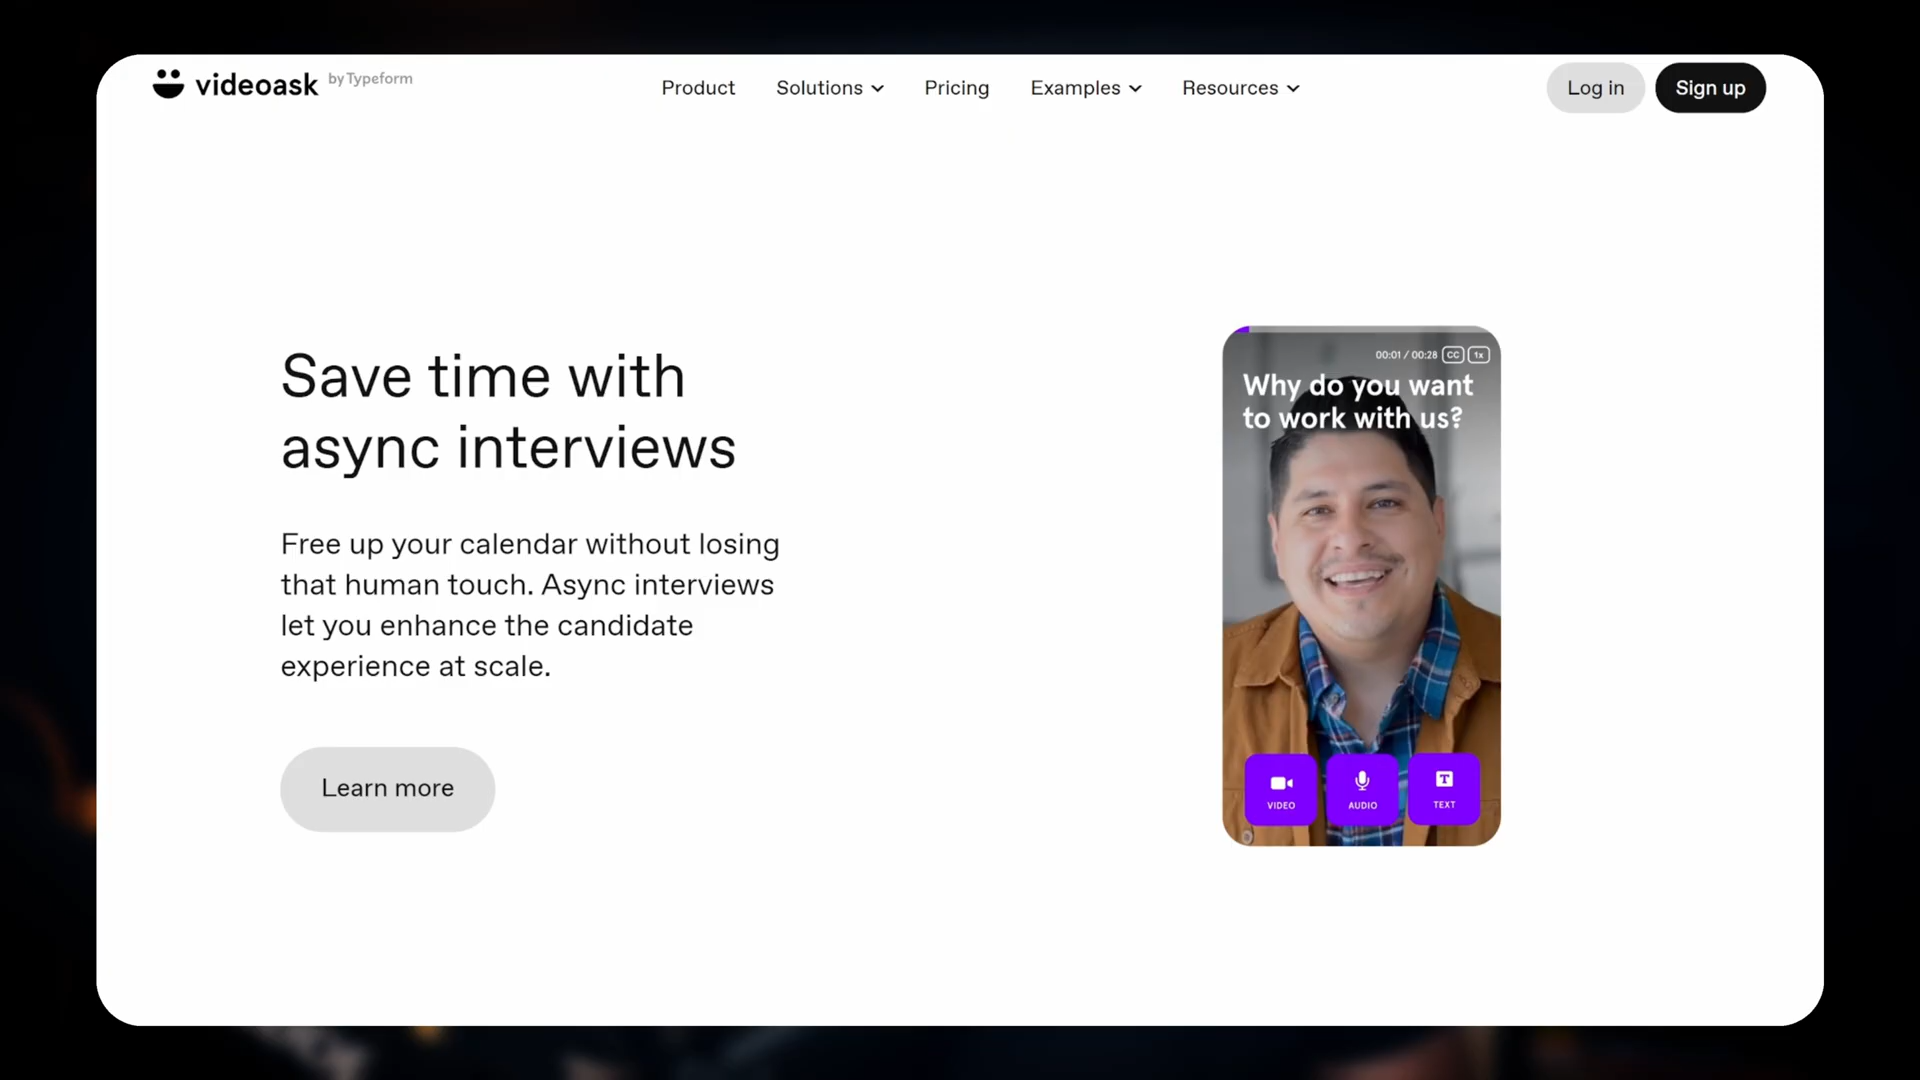 videoask by Typeform
Product Solutions Pricing Examples Resources
Log in Sign up
Save time with
async interviews
Free up your calendar without losing
that human touch. Async interviews
let you enhance the candidate
experience at scale.
Learn more
00:01 / 00:28 CC 1x
Why do you want
to work with us?
VIDEO AUDIO TEXT